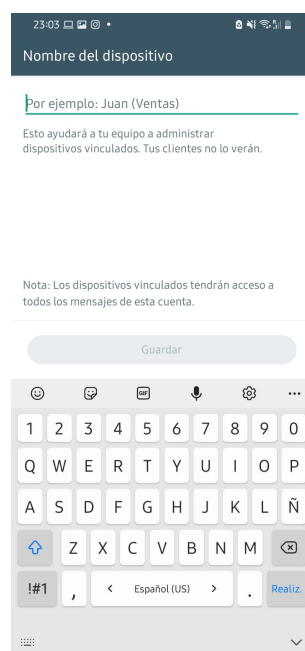 23:03
Nombre del dispositivo
Por ejemplo: Juan (Ventas)
Esto ayudará a tu equipo a administrar
dispositivos vinculados. Tus clientes no lo verán.
Nota: Los dispositivos vinculados tendrán acceso a
todos los mensajes de esta cuenta.
Guardar
GIF
1 2 3 4 5 6 7 8 9 0
Q W E R T Y U I O P
A S D F G H J K L Ñ
Z X C V B N M
!#1 , < Español (US) > . Realiz.